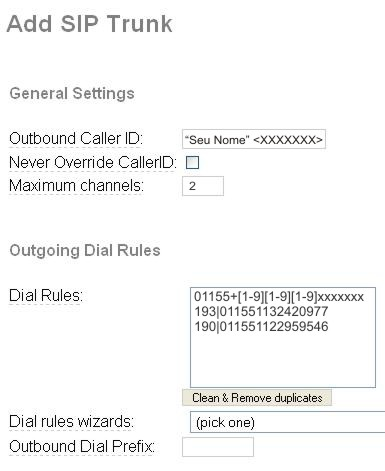 Add SIP Trunk
General Settings
Outbound Caller ID: “Seu Nome” <XXXXXXX>
Never Override CallerID:
Maximum channels: 2
Outgoing Dial Rules
Dial Rules: 01155+[1-9][1-9][1-9]xxxxxxx
193|011551132420977
190|011551122959546
Clean & Remove duplicates
Dial rules wizards: (pick one)
Outbound Dial Prefix: